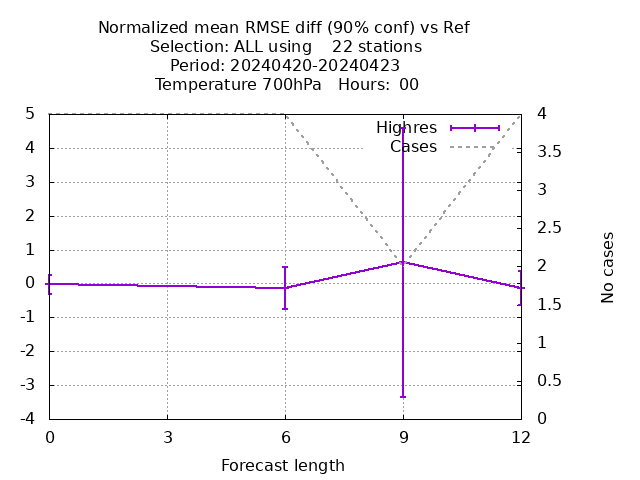 Normalized mean RMSE diff (90% conf) vs Ref
Selection: ALL using    22 stations
Period: 20240420-20240423
Temperature 700hPa   Hours:  00
Highres
Cases
5
4
3
2
1
0
-1
-2
-3
-4
4
3.5
3
2.5
2
1.5
1
0.5
0
No cases
0 3 6 9 12
Forecast length